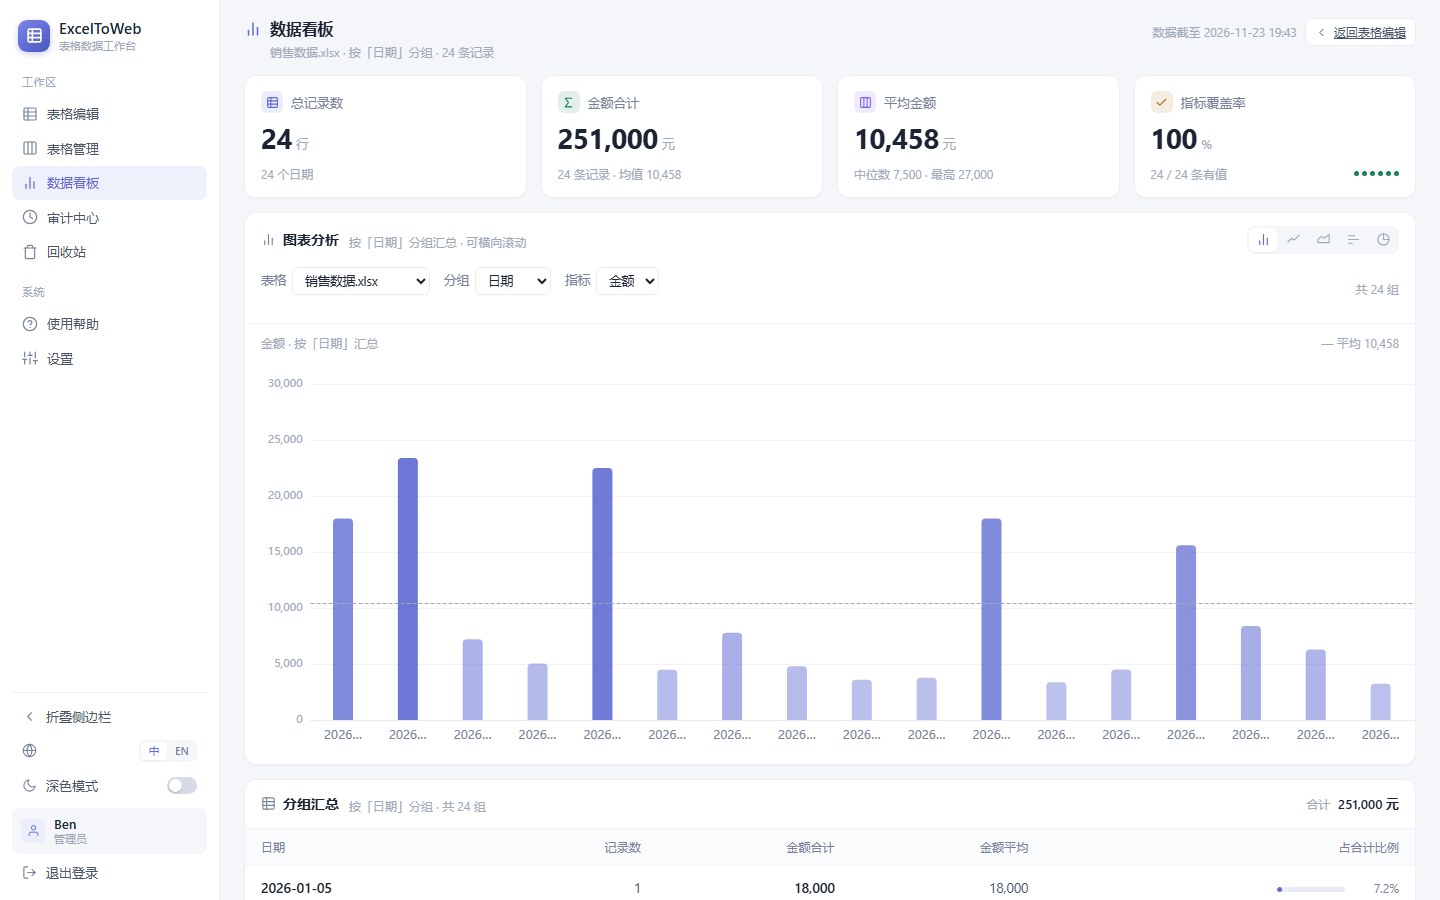 ExcelToWeb
表格数据工作台
工作区
表格编辑
表格管理
数据看板
审计中心
回收站
系统
使用帮助
设置
折叠侧边栏
中 EN
深色模式
Ben
管理员
退出登录
数据看板
销售数据.xlsx · 按「日期」分组 · 24 条记录
数据截至 2026-11-23 19:43
返回表格编辑
总记录数
24 行
24 个日期
金额合计
251,000 元
24 条记录 · 均值 10,458
平均金额
10,458 元
中位数 7,500 · 最高 27,000
指标覆盖率
100 %
24 / 24 条有值
图表分析 按「日期」分组汇总 · 可横向滚动
表格 销售数据.xlsx 分组 日期 指标 金额
共 24 组
金额 · 按「日期」汇总
— 平均 10,458
30,000
25,000
20,000
15,000
10,000
5,000
0
2026... 2026... 2026... 2026... 2026... 2026... 2026... 2026... 2026... 2026... 2026... 2026... 2026... 2026... 2026... 2026... 2026...
分组汇总 按「日期」分组 · 共 24 组
合计 251,000 元
日期 记录数 金额合计 金额平均 占合计比例
2026-01-05 1 18,000 18,000 7.2%